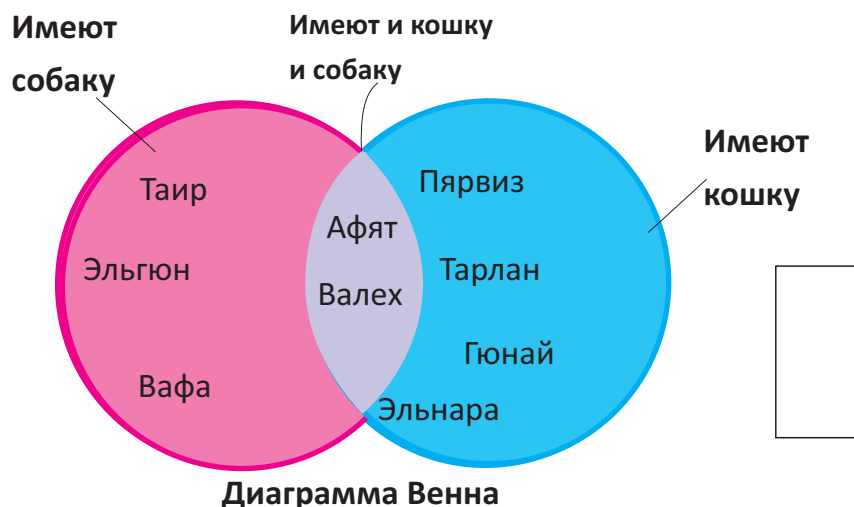 Имеют
собаку
Имеют и кошку
и собаку
Имеют
кошку
Таир
Эльгюн
Вафа
Афят
Валех
Пярвиз
Тарлан
Гюнай
Эльнара
Диаграмма Венна